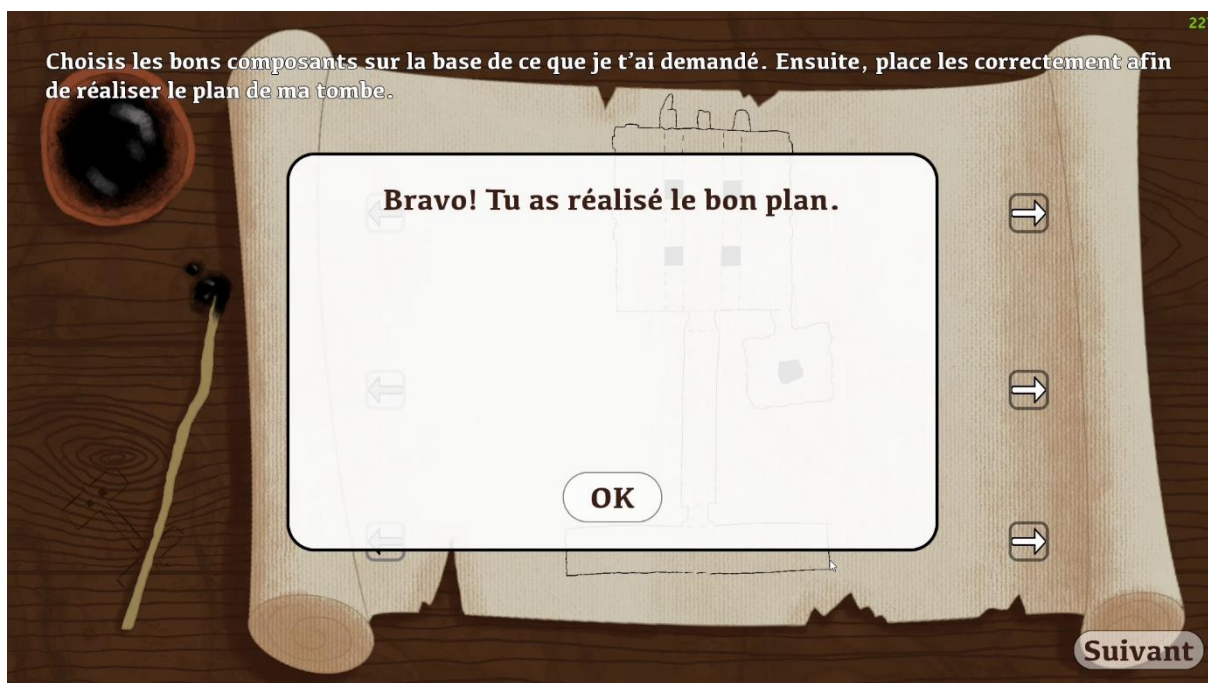 227
Choisis les bons composants sur la base de ce que je t'ai demandé. Ensuite, place les correctement afin
de réaliser le plan de ma tombe.
Bravo! Tu as réalisé le bon plan.
OK
Suivant